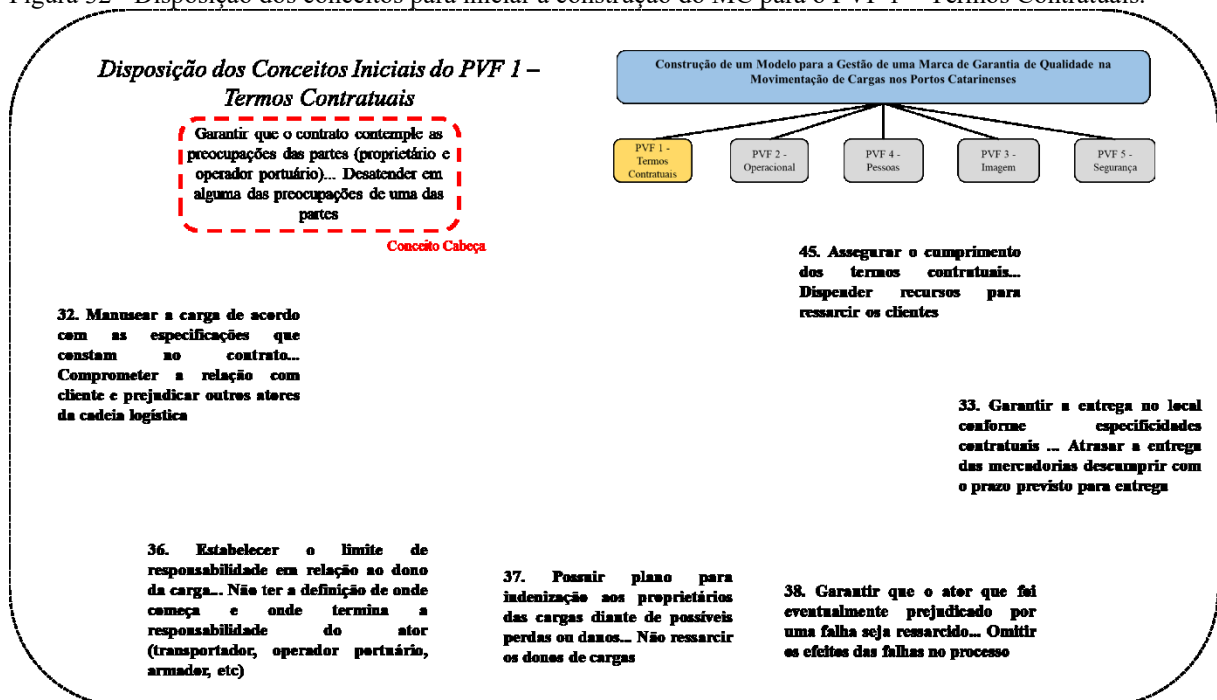 Figura 32 - Disposição dos conceitos para iniciar a construção do MC para o PVF 1 – Termos Contratuais.
Disposição dos Conceitos Iniciais do PVF 1 –
Termos Contratuais
Garantir que o contrato contemple as
preocupações das partes (proprietário e
operador portuário)... Desatender em
alguma das preocupações de uma das
partes
Conceito Cabeça
Construção de um Modelo para a Gestão de uma Marca de Garantia de Qualidade na
Movimentação de Cargas nos Portos Catarinenses
PVF 1 -
Termos
Contratuais
PVF 2 -
Operacional
PVF 4 -
Pessoas
PVF 3 -
Imagem
PVF 5 -
Segurança
45. Assegurar o cumprimento
dos termos contratuais...
Dispender recursos para
ressarcir os clientes
32. Manusear a carga de acordo
com as especificações que
constam no contrato...
Comprometer a relação com
cliente e prejudicar outros atores
da cadeia logística
33. Garantir a entrega no local
conforme especificidades
contratuais ... Atrasar a entrega
das mercadorias descumprir com
o prazo previsto para entrega
36. Estabelecer o limite de
responsabilidade em relação ao dono
da carga... Não ter a definição de onde
começa e onde termina a
responsabilidade do ator
(transportador, operador portuário,
armador, etc)
37. Possuir plano para
indenização aos proprietários
das cargas diante de possíveis
perdas ou danos... Não ressarcir
os donos de cargas
38. Garantir que o ator que foi
eventualmente prejudicado por
uma falha seja ressarcido... Omitir
os efeitos das falhas no processo